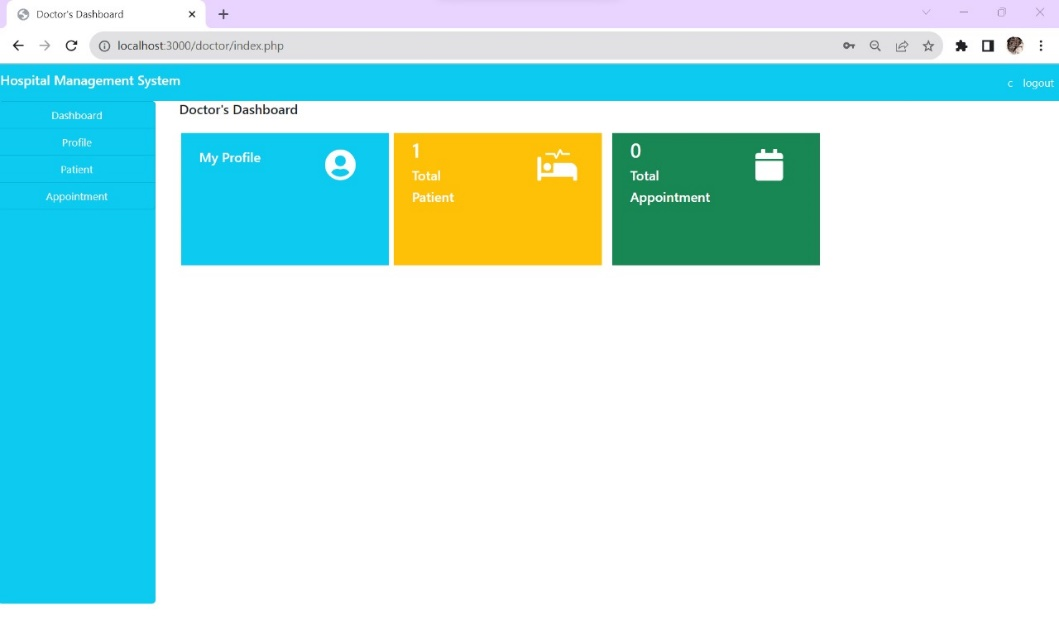 Doctor's Dashboard
localhost:3000/doctor/index.php
Hospital Management System
c logout
Dashboard
Profile
Patient
Appointment
Doctor's Dashboard
My Profile
1
Total
Patient
0
Total
Appointment